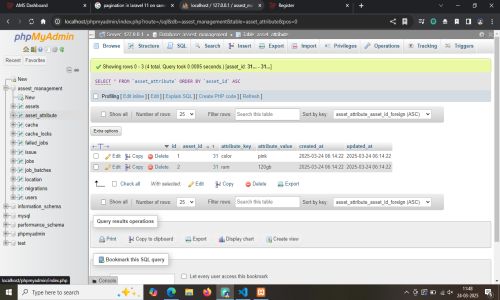 AMS Dashboard
pagination in laravel 11 on sam
localhost / 127.0.0.1 / asset_m
Register
localhost/phpmyadmin/index.php?route=/sql&db=asset_management&table=asset_attribute&pos=0
phpMyAdmin
Recent Favorites
New
asset_management
New
assets
asset_attribute
cache
cache_locks
failed_jobs
issue
jobs
job_batches
location
migrations
users
information_schema
mysql
performance_schema
phpmyadmin
test
Server: 127.0.0.1 » Database: asset_management » Table: asset_attribute
Browse Structure SQL Search Insert Export Import Privileges Operations Tracking Triggers
Showing rows 0 - 3 (4 total, Query took 0.0005 seconds.) [asset_id: 31... - 31...]
SELECT * FROM `asset_attribute` ORDER BY `asset_id` ASC
Profiling [ Edit inline ] [ Edit ] [ Explain SQL ] [ Create PHP code ] [ Refresh ]
Show all Number of rows: 25 Filter rows: Search this table Sort by key: asset_attribute_asset_id_foreign (ASC)
Extra options
id asset_id 1 attribute_key attribute_value created_at updated_at
Edit Copy Delete 1 31 color pink 2025-03-24 06:14:22 2025-03-24 06:14:22
Edit Copy Delete 2 31 ram 120gb 2025-03-24 06:14:22 2025-03-24 06:14:22
Check all With selected: Edit Copy Delete Export
Show all Number of rows: 25 Filter rows: Search this table Sort by key: asset_attribute_asset_id_foreign (ASC)
Query results operations
Print Copy to clipboard Export Display chart Create view
Bookmark this SQL query
localhost/phpmyadmin/index.php
Console
Let every user access this bookmark
Type here to search
11:48
24-03-2025